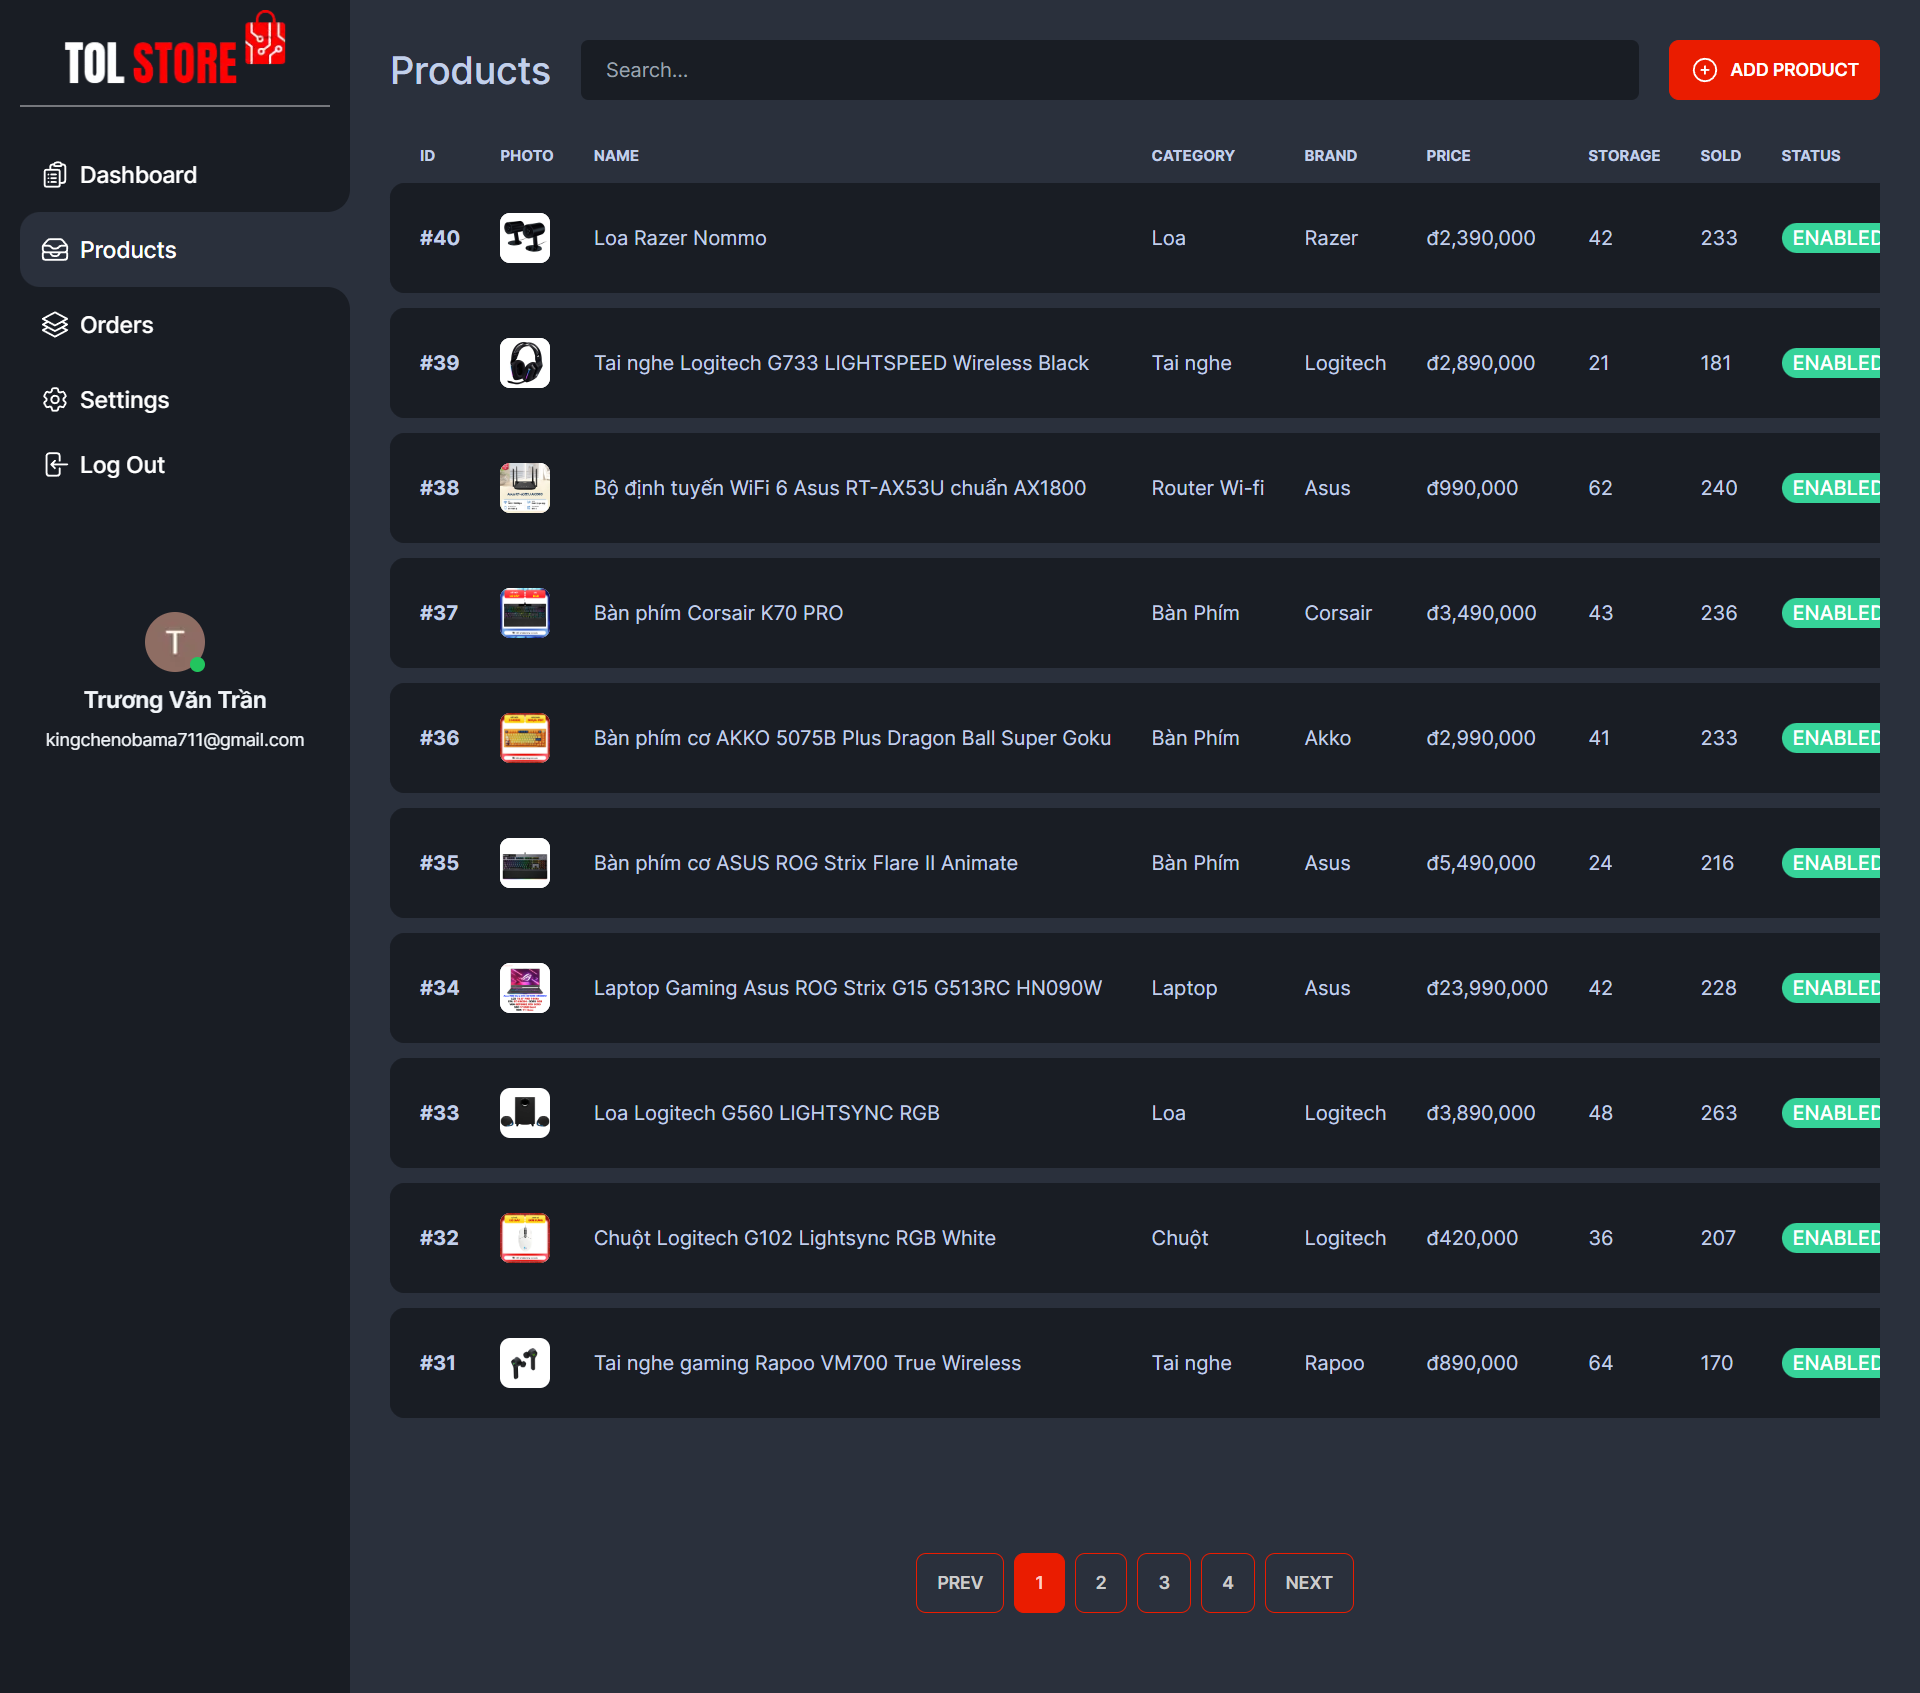 TOL STORE
Dashboard
Products
Orders
Settings
Log Out
T
Trương Văn Trần
kingchenobama711@gmail.com
Products
Search...
ADD PRODUCT
ID PHOTO NAME CATEGORY BRAND PRICE STORAGE SOLD STATUS
#40 Loa Razer Nommo Loa Razer đ2,390,000 42 233 ENABLED
#39 Tai nghe Logitech G733 LIGHTSPEED Wireless Black Tai nghe Logitech đ2,890,000 21 181 ENABLED
#38 Bộ định tuyến WiFi 6 Asus RT-AX53U chuẩn AX1800 Router Wi-fi Asus đ990,000 62 240 ENABLED
#37 Bàn phím Corsair K70 PRO Bàn Phím Corsair đ3,490,000 43 236 ENABLED
#36 Bàn phím cơ AKKO 5075B Plus Dragon Ball Super Goku Bàn Phím Akko đ2,990,000 41 233 ENABLED
#35 Bàn phím cơ ASUS ROG Strix Flare II Animate Bàn Phím Asus đ5,490,000 24 216 ENABLED
#34 Laptop Gaming Asus ROG Strix G15 G513RC HN090W Laptop Asus đ23,990,000 42 228 ENABLED
#33 Loa Logitech G560 LIGHTSYNC RGB Loa Logitech đ3,890,000 48 263 ENABLED
#32 Chuột Logitech G102 Lightsync RGB White Chuột Logitech đ420,000 36 207 ENABLED
#31 Tai nghe gaming Rapoo VM700 True Wireless Tai nghe Rapoo đ890,000 64 170 ENABLED
PREV 1 2 3 4 NEXT